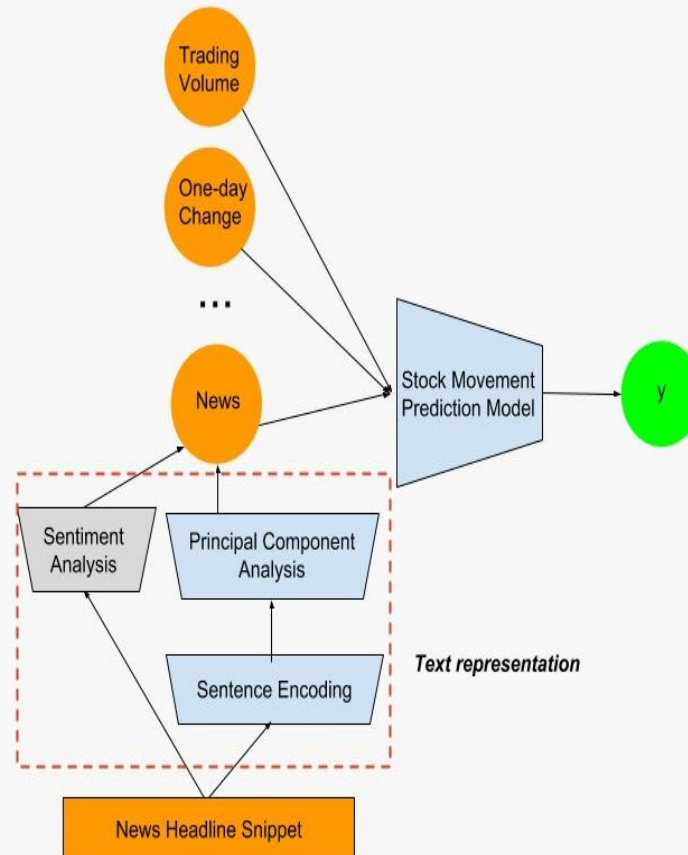 Trading
Volume
One-day
Change
...
News
Stock Movement
Prediction Model
y
Sentiment
Analysis
Principal Component
Analysis
Sentence Encoding
Text representation
News Headline Snippet